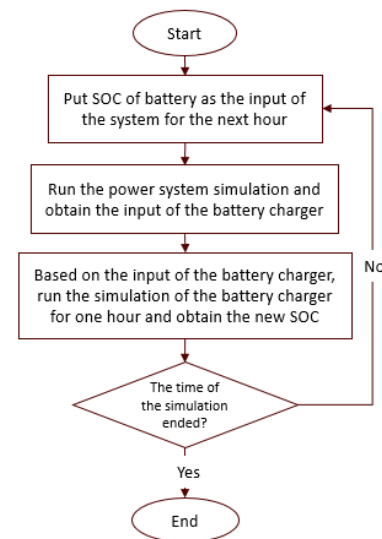 Start
Put SOC of battery as the input of
the system for the next hour
Run the power system simulation and
obtain the input of the battery charger
Based on the input of the battery charger,
run the simulation of the battery charger
for one hour and obtain the new SOC
No
The time of
the simulation
ended?
Yes
End